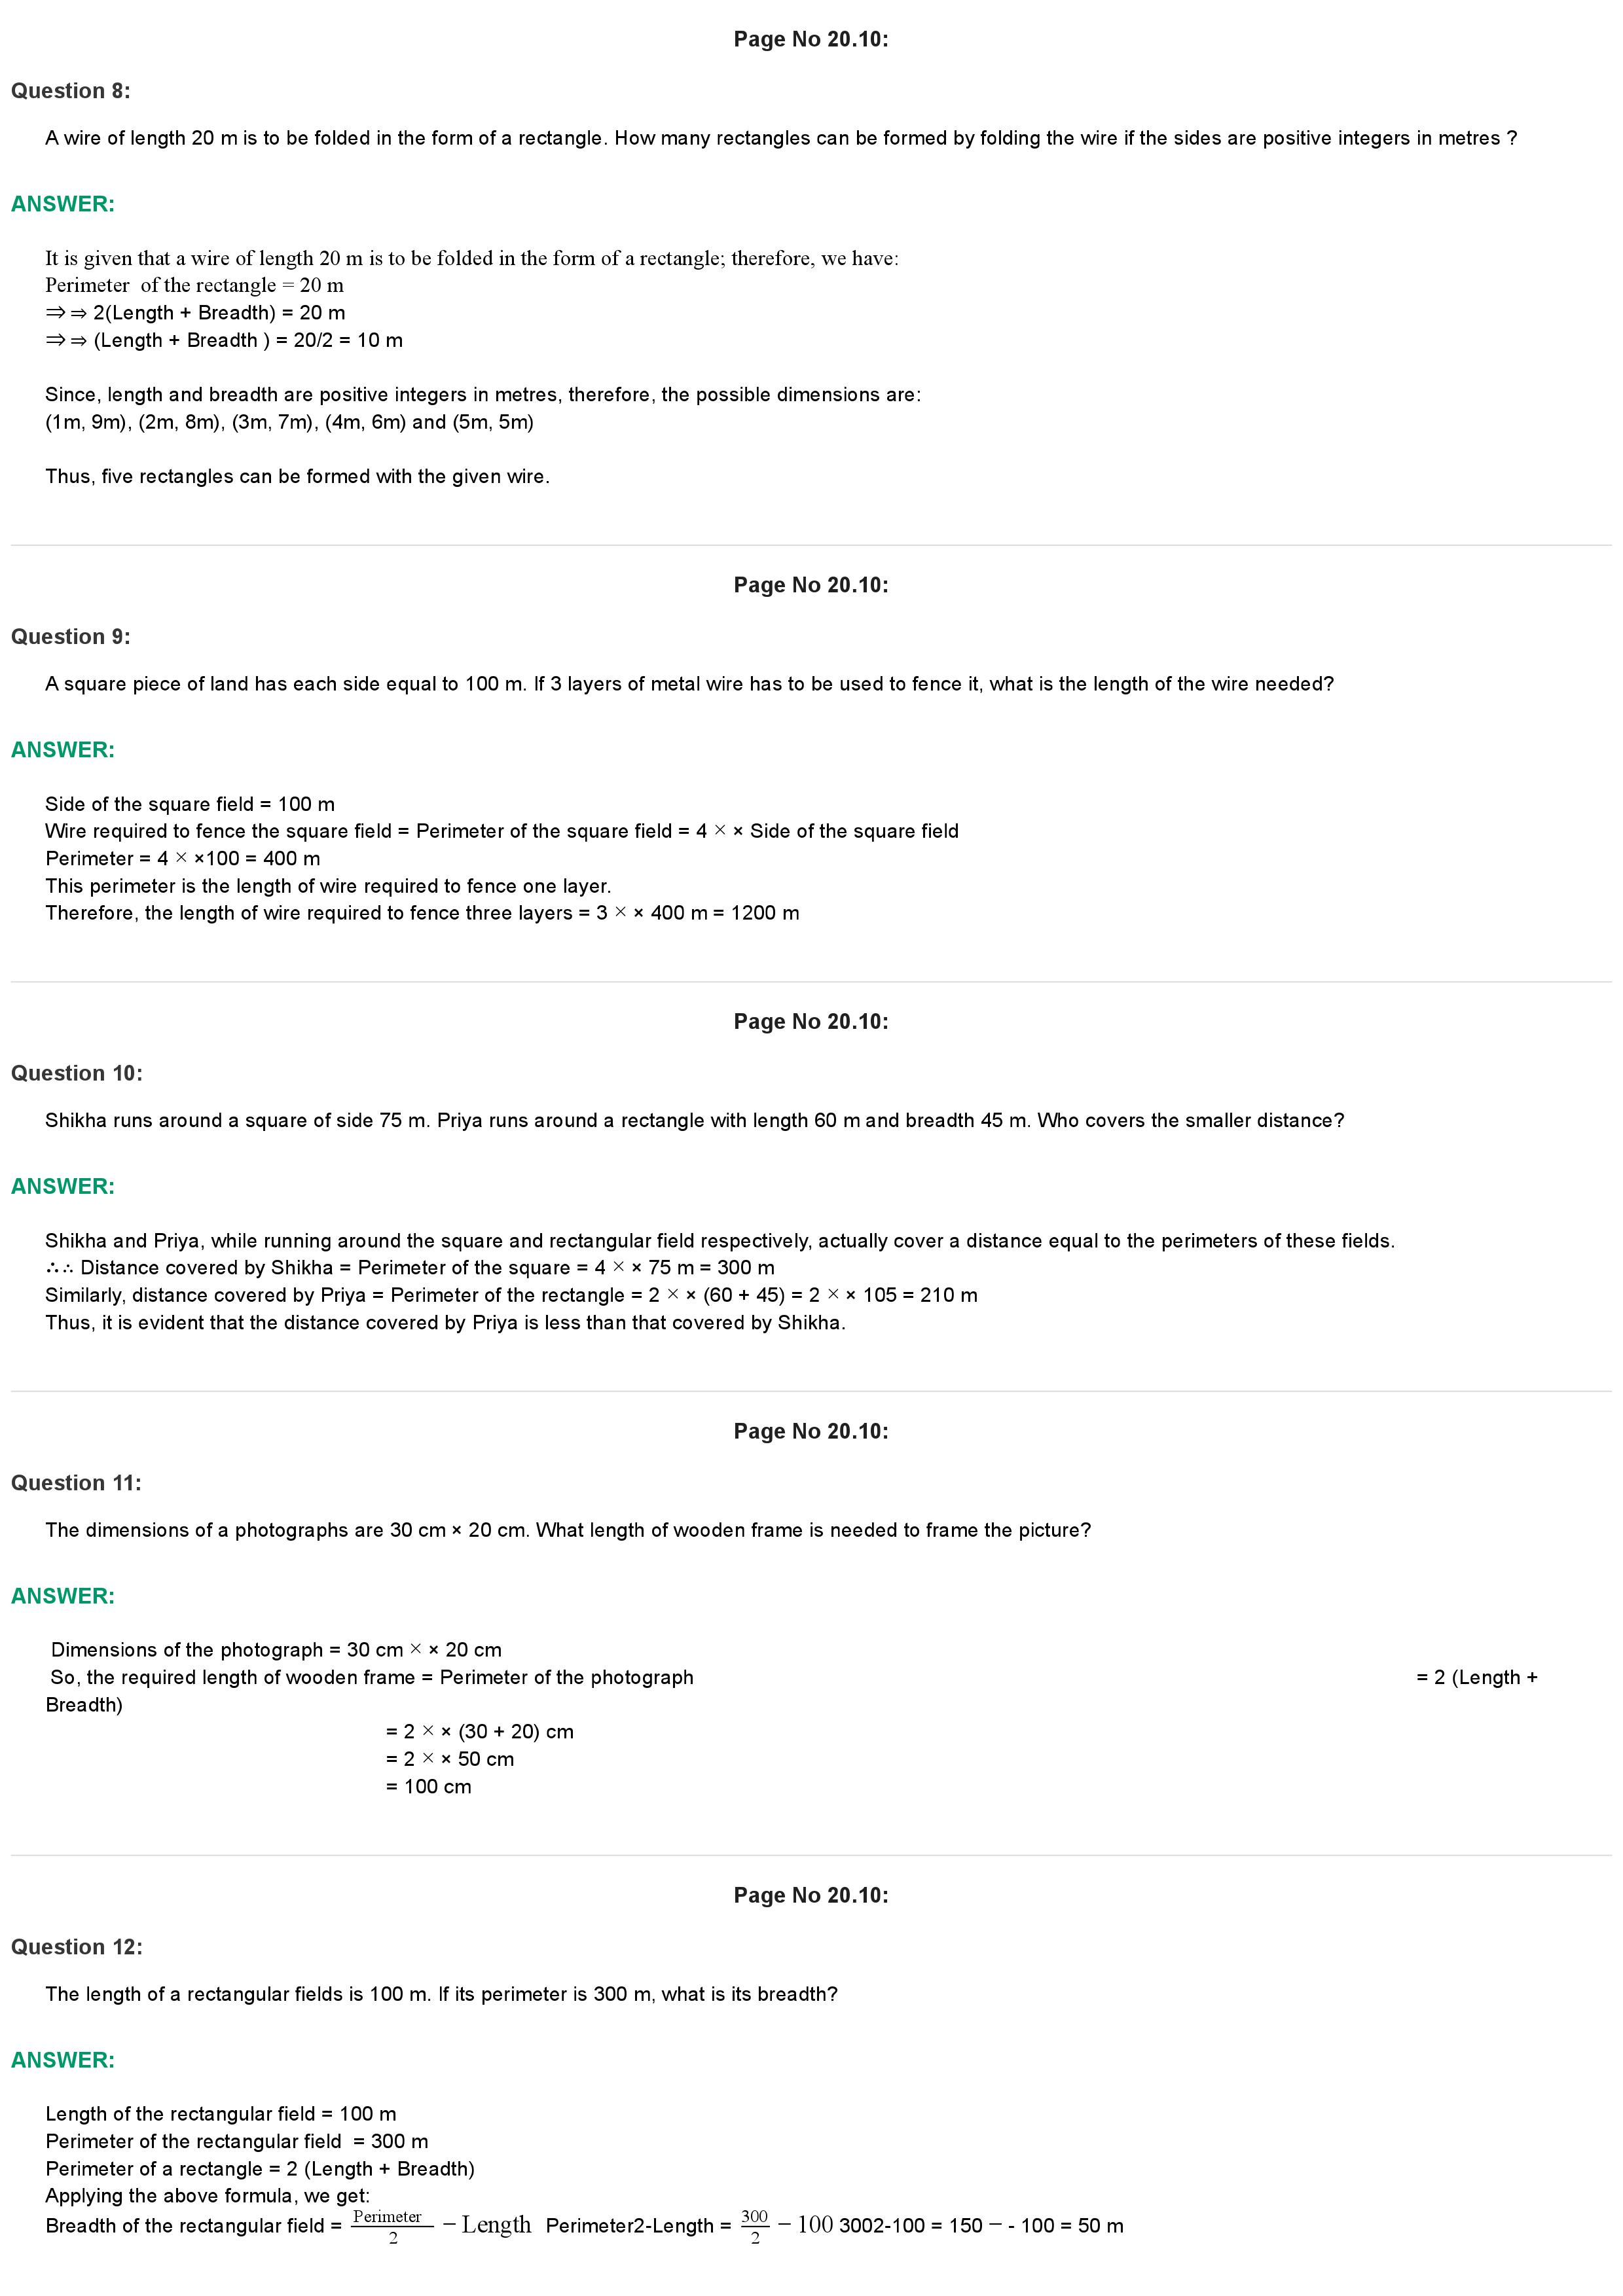 Page No 20.10:
Question 8:
A wire of length 20 m is to be folded in the form of a rectangle. How many rectangles can be formed by folding the wire if the sides are positive integers in metres ?
ANSWER:
It is given that a wire of length 20 m is to be folded in the form of a rectangle; therefore, we have:
Perimeter  of the rectangle = 20 m
⇒⇒ 2(Length + Breadth) = 20 m
⇒⇒ (Length + Breadth ) = 20/2 = 10 m
Since, length and breadth are positive integers in metres, therefore, the possible dimensions are:
(1m, 9m), (2m, 8m), (3m, 7m), (4m, 6m) and (5m, 5m)
Thus, five rectangles can be formed with the given wire.
Page No 20.10:
Question 9:
A square piece of land has each side equal to 100 m. If 3 layers of metal wire has to be used to fence it, what is the length of the wire needed?
ANSWER:
Side of the square field = 100 m
Wire required to fence the square field = Perimeter of the square field = 4 × × Side of the square field
Perimeter = 4 × ×100 = 400 m
This perimeter is the length of wire required to fence one layer.
Therefore, the length of wire required to fence three layers = 3 × × 400 m = 1200 m
Page No 20.10:
Question 10:
Shikha runs around a square of side 75 m. Priya runs around a rectangle with length 60 m and breadth 45 m. Who covers the smaller distance?
ANSWER:
Shikha and Priya, while running around the square and rectangular field respectively, actually cover a distance equal to the perimeters of these fields.
∴∴ Distance covered by Shikha = Perimeter of the square = 4 × × 75 m = 300 m
Similarly, distance covered by Priya = Perimeter of the rectangle = 2 × × (60 + 45) = 2 × × 105 = 210 m
Thus, it is evident that the distance covered by Priya is less than that covered by Shikha.
Page No 20.10:
Question 11:
The dimensions of a photographs are 30 cm × 20 cm. What length of wooden frame is needed to frame the picture?
ANSWER:
Dimensions of the photograph = 30 cm × × 20 cm
So, the required length of wooden frame = Perimeter of the photograph = 2 (Length +
Breadth)
= 2 × × (30 + 20) cm
= 2 × × 50 cm
= 100 cm
Page No 20.10:
Question 12:
The length of a rectangular fields is 100 m. If its perimeter is 300 m, what is its breadth?
ANSWER:
Length of the rectangular field = 100 m
Perimeter of the rectangular field  = 300 m
Perimeter of a rectangle = 2 (Length + Breadth)
Applying the above formula, we get:
Breadth of the rectangular field = Perimeter/2 − Length Perimeter2-Length = 300/2 − 100 3002-100 = 150 − - 100 = 50 m